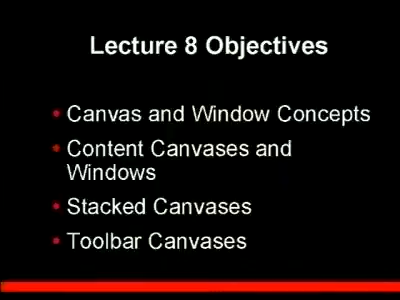 Lecture 8 Objectives
• Canvas and Window Concepts
• Content Canvases and
Windows
• Stacked Canvases
• Toolbar Canvases